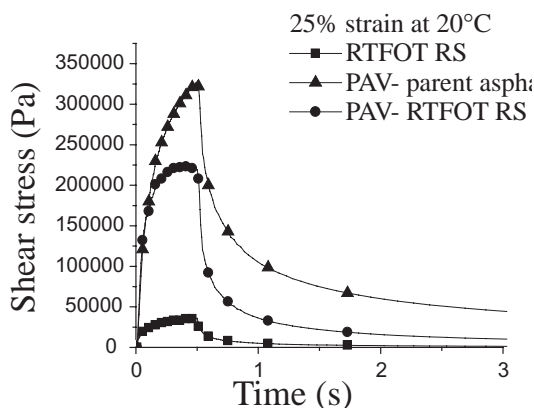 25% strain at 20°C
RTFOT RS
PAV- parent aspha
PAV- RTFOT RS
350000
300000
250000
200000
150000
100000
50000
0
Shear stress (Pa)
0 1 2 3
Time (s)